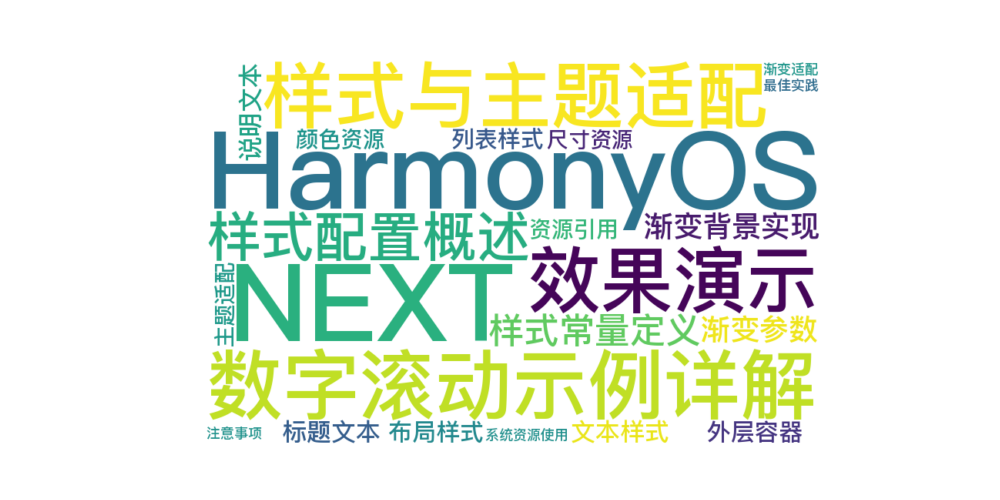 说明文本
样式与主题适配
渐变适配
最佳实践
颜色资源
列表样式
尺寸资源
HarmonyOS
样式配置概述
资源引用
渐变背景实现
主题适配
NEXT
效果演示
样式常量定义
渐变参数
数字滚动示例详解
注意事项
标题文本
布局样式
系统资源使用
文本样式
外层容器